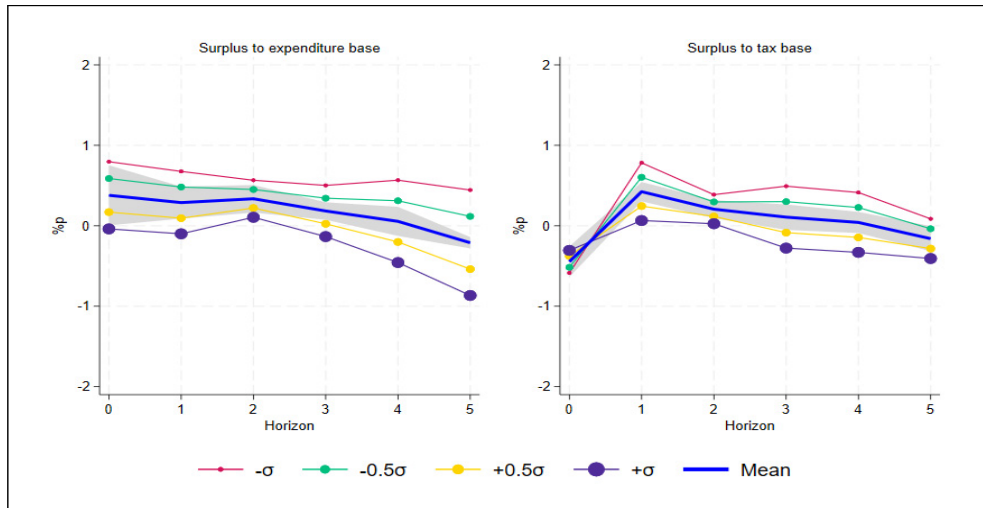 Surplus to expenditure base
2
1
0
-1
-2
%p
0 1 2 3 4 5
Horizon
Surplus to tax base
2
1
0
-1
-2
%p
0 1 2 3 4 5
Horizon
-σ -0.5σ +0.5σ +σ Mean